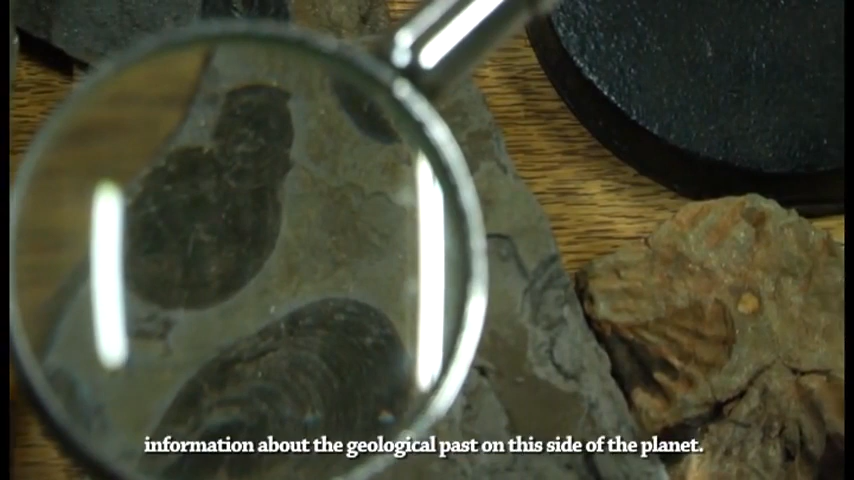 information about the geological past on this side of the planet.